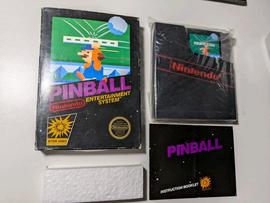 PINBALL
Nintendo
ENTERTAINMENT
SYSTEM
Nintendo
PINBALL
INSTRUCTION BOOKLET